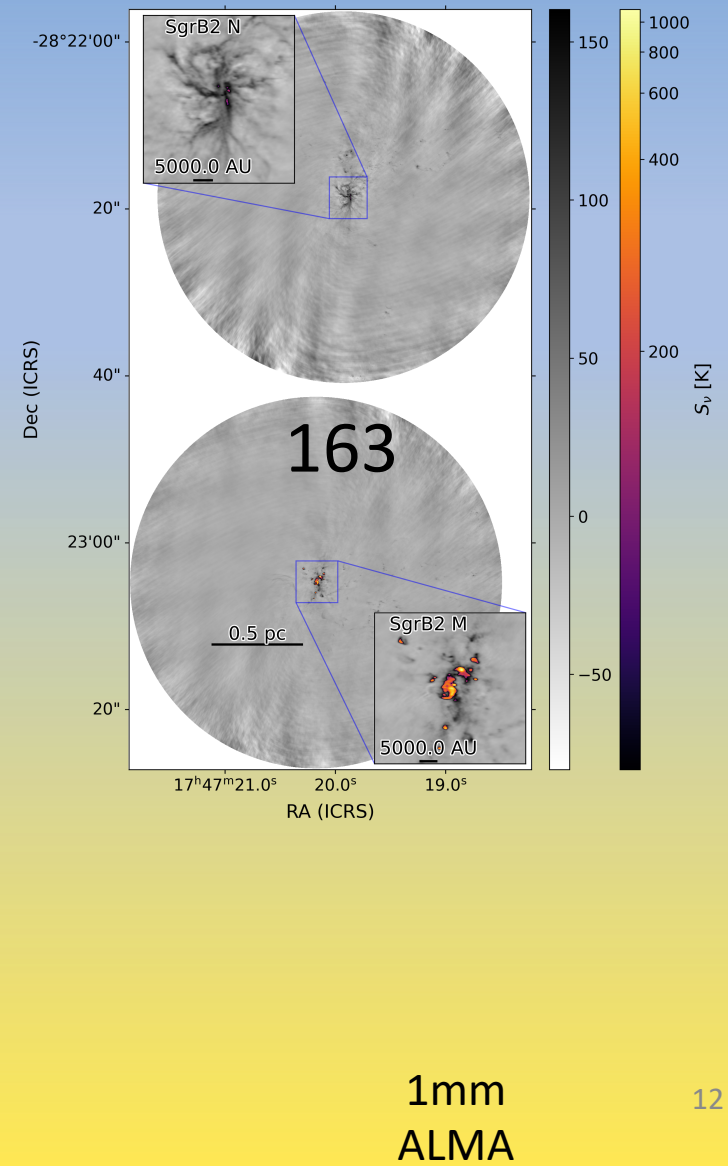 SgrB2 N
5000.0 AU
-28°22'00"
20"
40"
23'00"
20"
Dec (ICRS)
163
0.5 pc
SgrB2 M
5000.0 AU
17ʰ47ᵐ21.0ˢ 20.0ˢ 19.0ˢ
RA (ICRS)
150
100
50
0
−50
1000
800
600
400
200
Sν [K]
1mm
ALMA
12